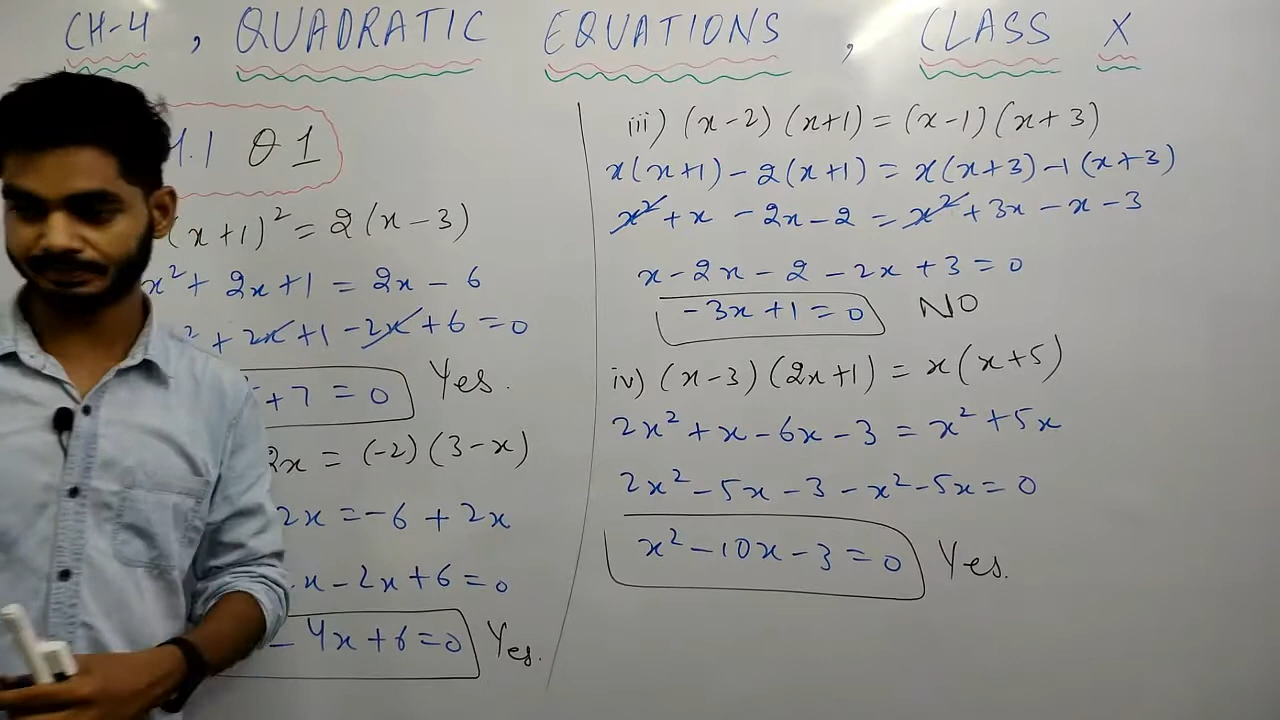 CH-4 , QUADRATIC EQUATIONS , CLASS X
.1 Q1
(x+1)² = 2(x-3)
x² + 2x+1 = 2x - 6
² + 2x+1 -2x+6 =0
+7 = 0 Yes.
2x = (-2)(3-x)
2x =-6 + 2x
x-2x+6=0
- 4x+6=0 Yes.
iii) (x-2)(x+1)=(x-1)(x+3)
x(x+1)-2(x+1) = x(x+3)-1(x+3)
x²+x -2x-2 =x²+3x-x-3
x-2x-2-2x+3=0
-3x+1=0 NO
iv) (x-3)(2x+1) = x(x+5)
2x²+x-6x-3=x²+5x
2x²-5x-3-x²-5x=0
x²-10x-3=0 Yes.